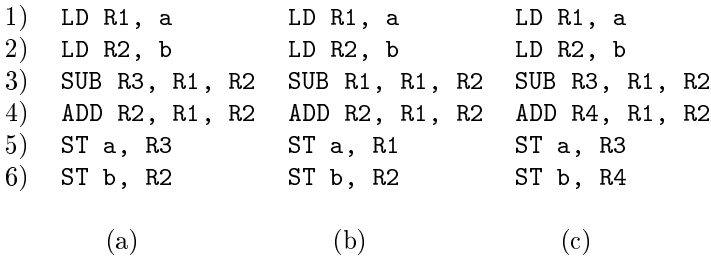 1) LD R1, a LD R1, a LD R1, a
2) LD R2, b LD R2, b LD R2, b
3) SUB R3, R1, R2 SUB R1, R1, R2 SUB R3, R1, R2
4) ADD R2, R1, R2 ADD R2, R1, R2 ADD R4, R1, R2
5) ST a, R3 ST a, R1 ST a, R3
6) ST b, R2 ST b, R2 ST b, R4
(a) (b) (c)